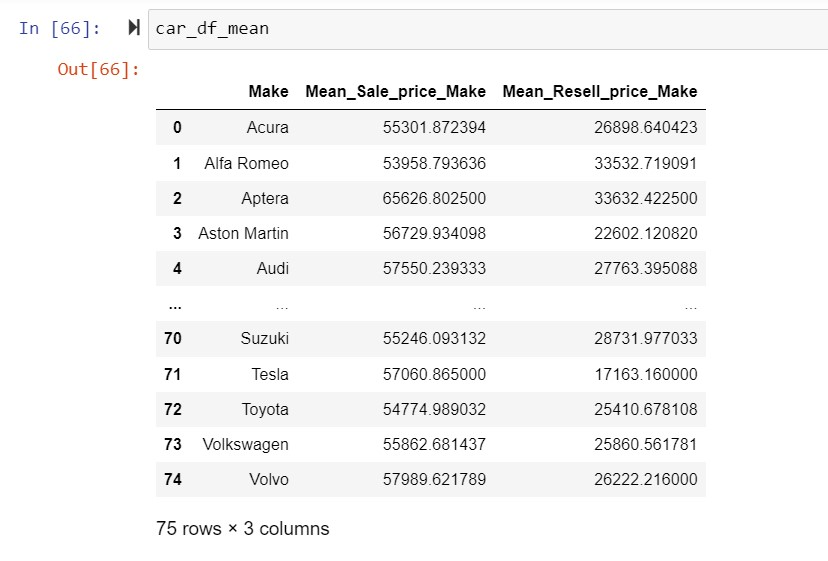 In [66]: car_df_mean
Out[66]:
Make Mean_Sale_price_Make Mean_Resell_price_Make
0 Acura 55301.872394 26898.640423
1 Alfa Romeo 53958.793636 33532.719091
2 Aptera 65626.802500 33632.422500
3 Aston Martin 56729.934098 22602.120820
4 Audi 57550.239333 27763.395088
... ... ... ...
70 Suzuki 55246.093132 28731.977033
71 Tesla 57060.865000 17163.160000
72 Toyota 54774.989032 25410.678108
73 Volkswagen 55862.681437 25860.561781
74 Volvo 57989.621789 26222.216000
75 rows × 3 columns